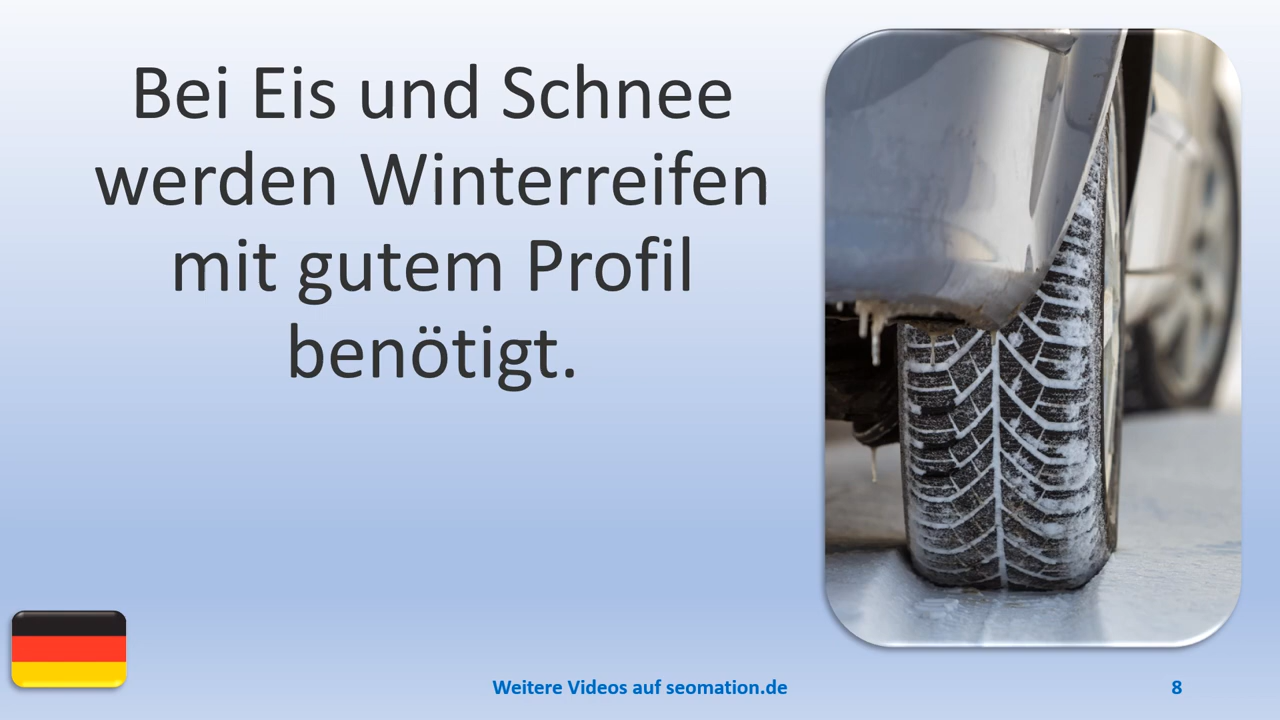 Bei Eis und Schnee
werden Winterreifen
mit gutem Profil
benötigt.
Weitere Videos auf seomation.de
8